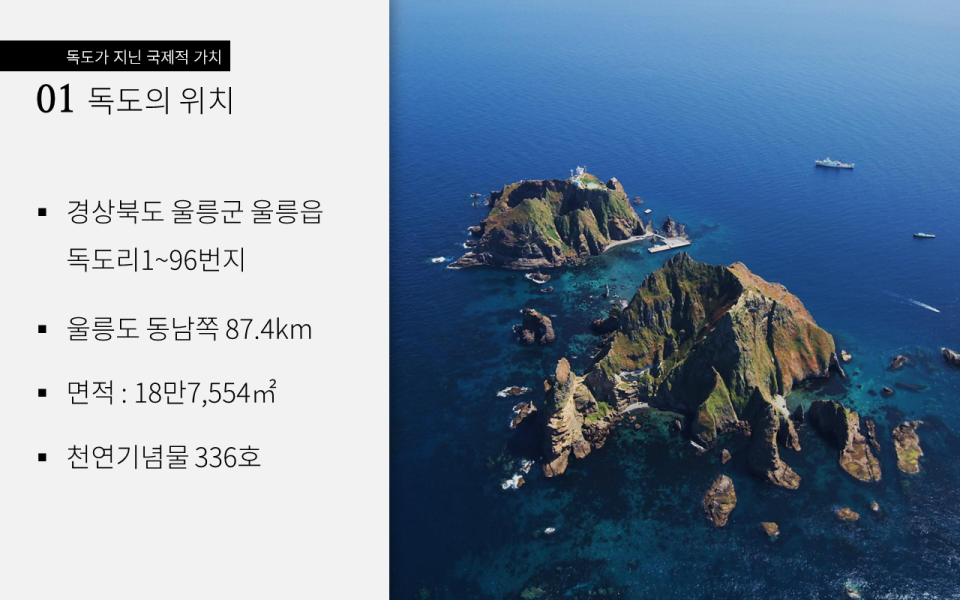 독도가 지닌 국제적 가치
01 독도의 위치
▪ 경상북도 울릉군 울릉읍
독도리1~96번지
▪ 울릉도 동남쪽 87.4km
▪ 면적 : 18만7,554㎡
▪ 천연기념물 336호